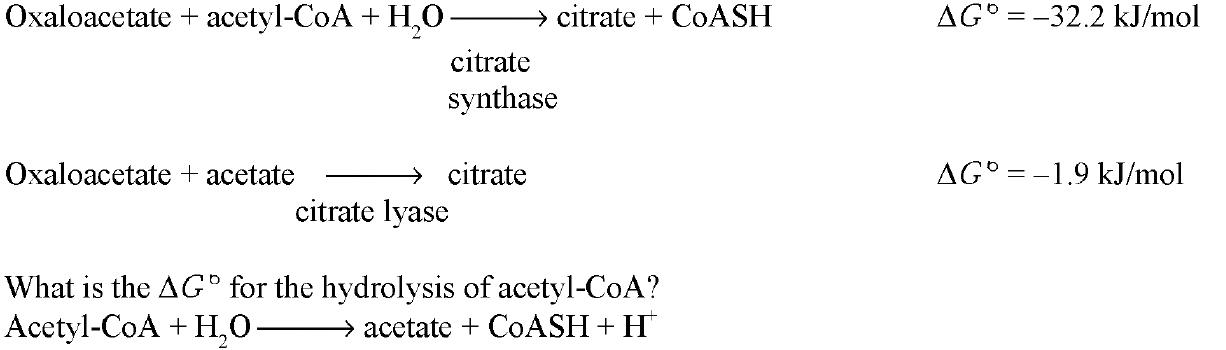 Oxaloacetate + acetyl-CoA + H₂O ⟶ citrate + CoASH ΔG°' = –32.2 kJ/mol
citrate
synthase
Oxaloacetate + acetate ⟶ citrate ΔG°' = –1.9 kJ/mol
citrate lyase
What is the ΔG°' for the hydrolysis of acetyl-CoA?
Acetyl-CoA + H₂O ⟶ acetate + CoASH + H⁺